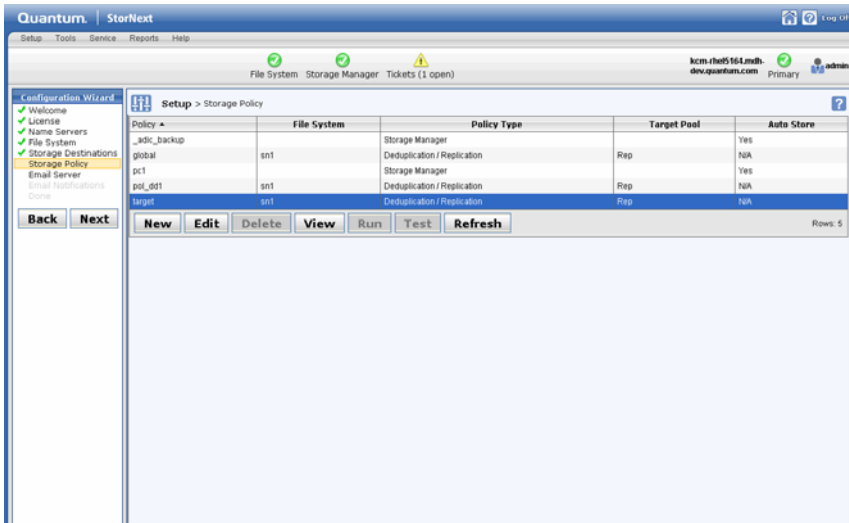 Quantum. StorNext
Log Of
Setup Tools Service Reports Help
File System Storage Manager Tickets (1 open)
kcm-rhel5164.mdh-dev.quantum.com Primary admin
Configuration Wizard
Welcome
License
Name Servers
File System
Storage Destinations
Storage Policy
Email Server
Email Notifications
Done
Back Next
Setup > Storage Policy
Policy File System Policy Type Target Pool Auto Store
_adic_backup Storage Manager Yes
global sn1 Deduplication / Replication Rep N/A
pc1 Storage Manager Yes
pol_dd1 sn1 Deduplication / Replication Rep N/A
target sn1 Deduplication / Replication Rep N/A
New Edit Delete View Run Test Refresh
Rows: 5